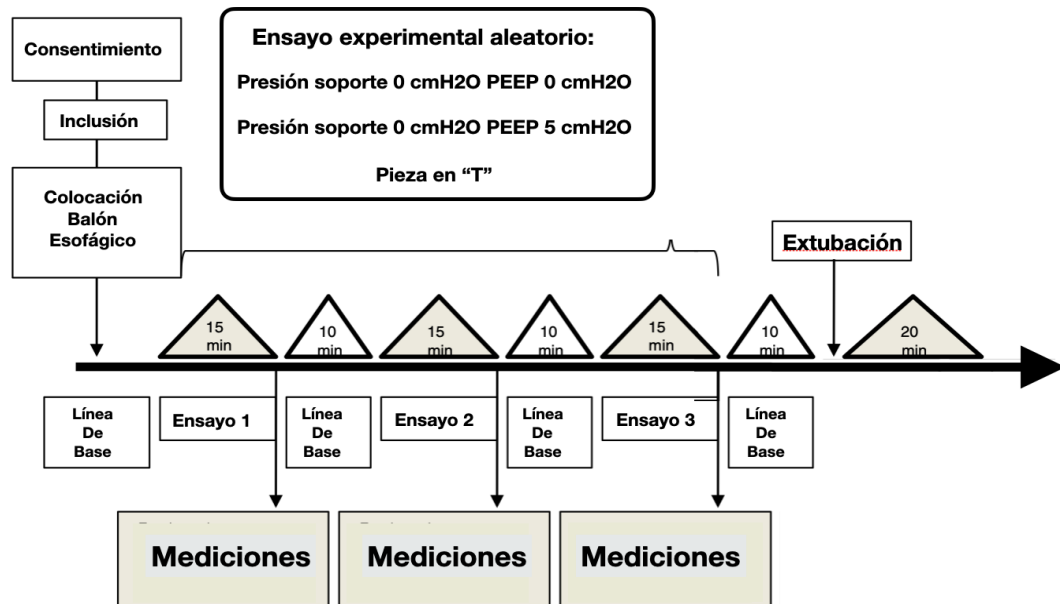 Consentimiento
Inclusión
Colocación
Balón
Esofágico
Ensayo experimental aleatorio:
Presión soporte 0 cmH2O PEEP 0 cmH2O
Presión soporte 0 cmH2O PEEP 5 cmH2O
Pieza en “T”
Extubación
15
min
10
min
15
min
10
min
15
min
10
min
20
min
Línea
De
Base
Ensayo 1
Línea
De
Base
Ensayo 2
Línea
De
Base
Ensayo 3
Línea
De
Base
Mediciones
Mediciones
Mediciones